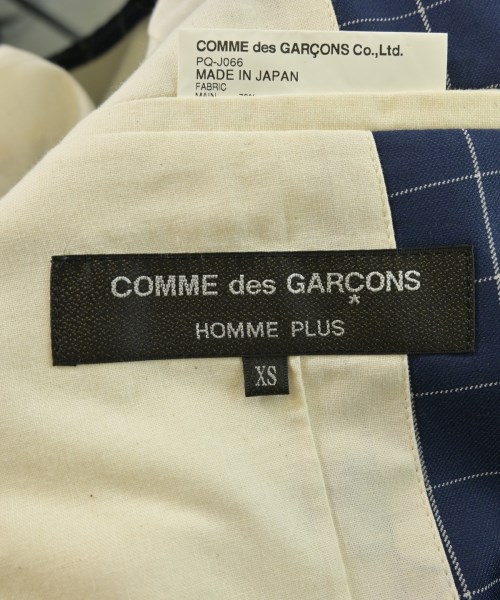 COMME des GARÇONS Co.,Ltd.
PQ-J066
MADE IN JAPAN
FABRIC
COMME des GARÇONS
*
HOMME PLUS
XS